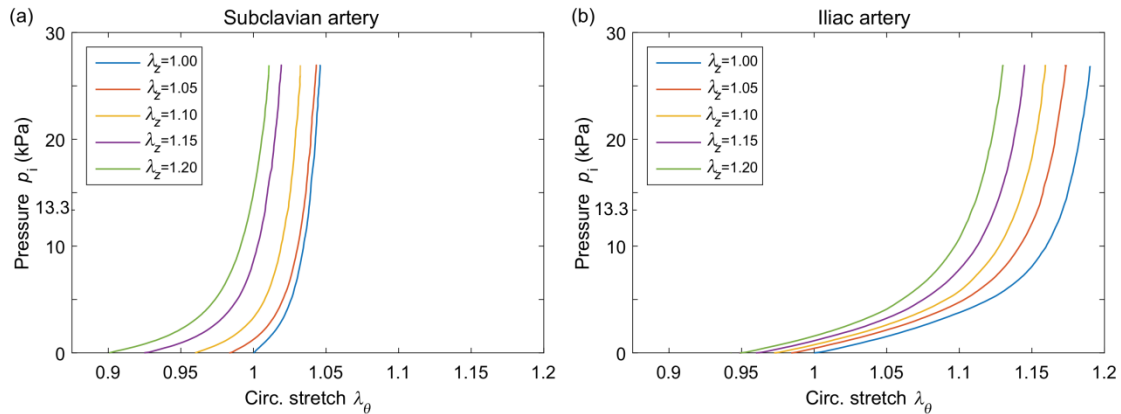 (a)
Subclavian artery
30
20
13.3
10
0
Pressure pi (kPa)
λz=1.00
λz=1.05
λz=1.10
λz=1.15
λz=1.20
0.9 0.95 1 1.05 1.1 1.15 1.2
Circ. stretch λθ
(b)
Iliac artery
30
20
13.3
10
0
Pressure pi (kPa)
λz=1.00
λz=1.05
λz=1.10
λz=1.15
λz=1.20
0.9 0.95 1 1.05 1.1 1.15 1.2
Circ. stretch λθ